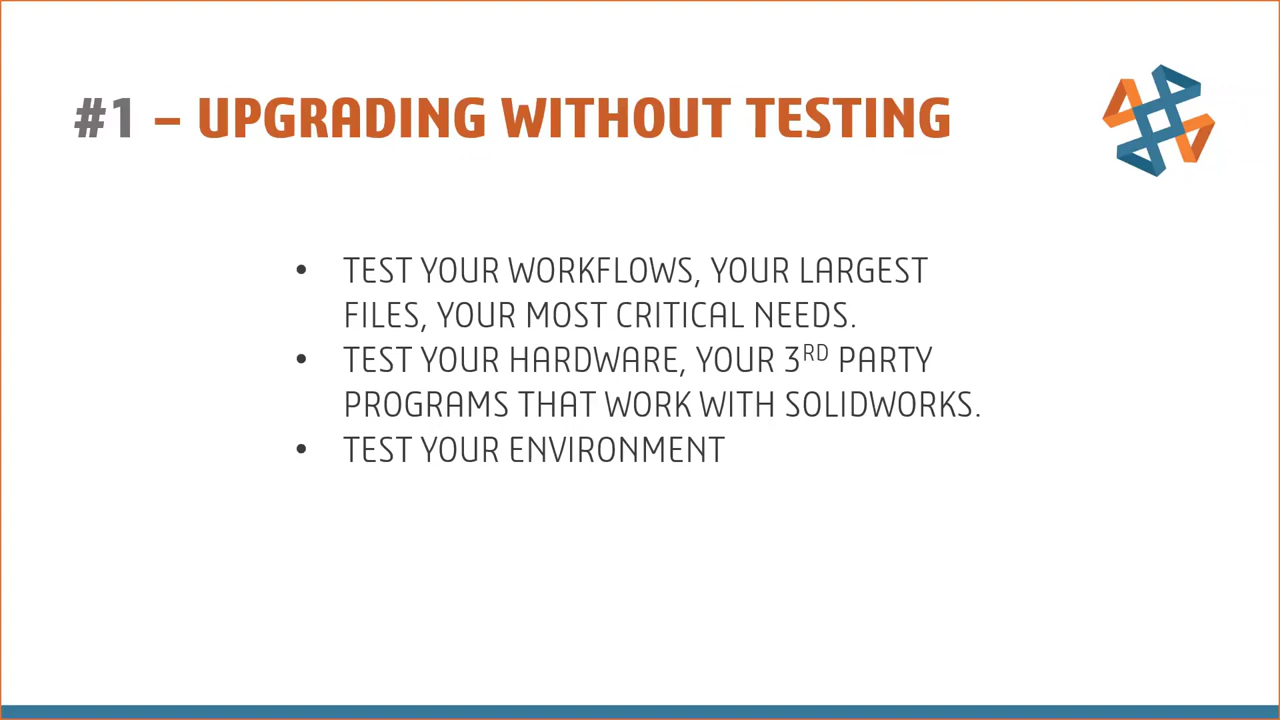 #1 – UPGRADING WITHOUT TESTING
• TEST YOUR WORKFLOWS, YOUR LARGEST
FILES, YOUR MOST CRITICAL NEEDS.
• TEST YOUR HARDWARE, YOUR 3RD PARTY
PROGRAMS THAT WORK WITH SOLIDWORKS.
• TEST YOUR ENVIRONMENT